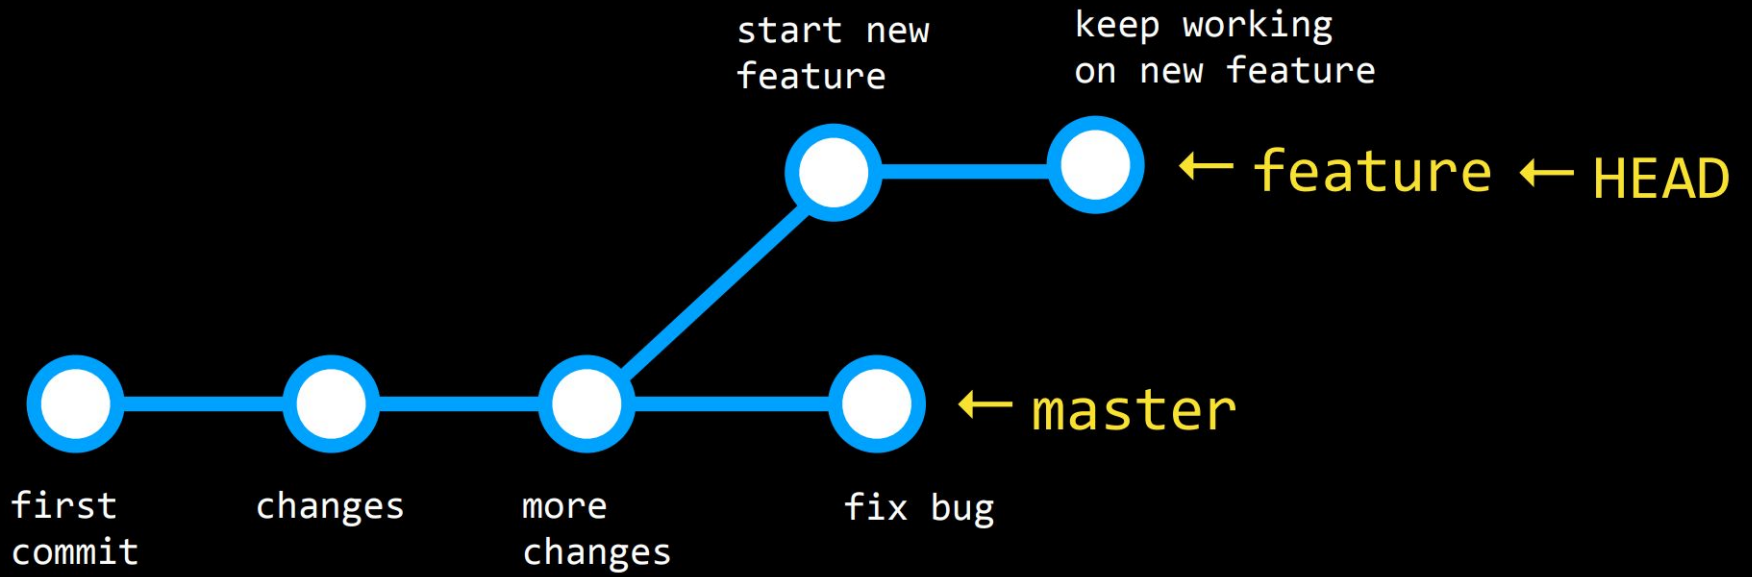 start new
feature
keep working
on new feature
← feature ← HEAD
← master
first
commit
changes
more
changes
fix bug